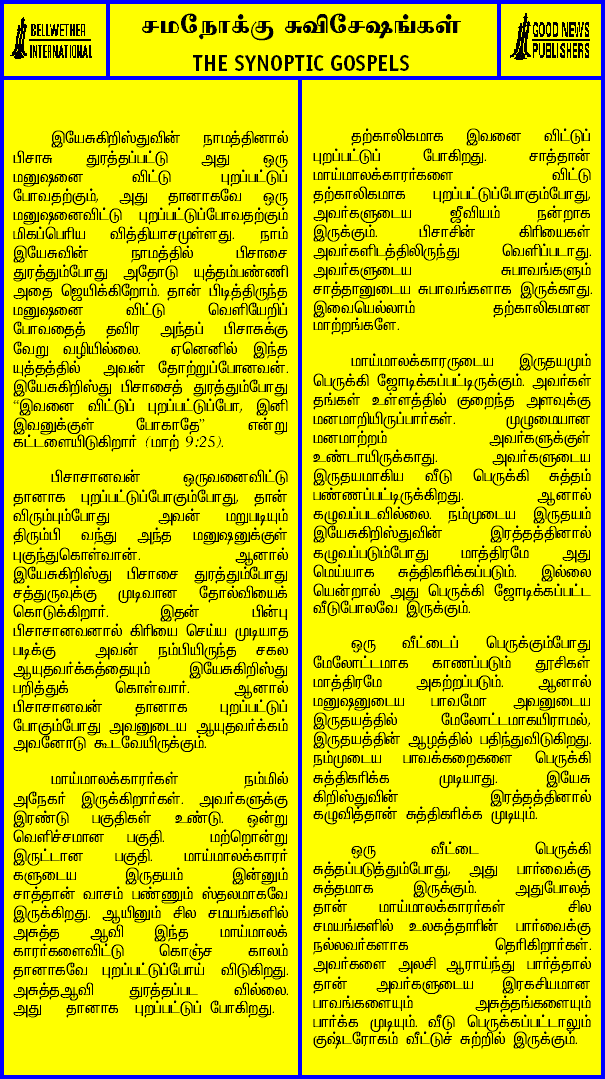 BELLWETHER
INTERNATIONAL
சமநோக்கு சுவிசேஷங்கள்
THE SYNOPTIC GOSPELS
GOOD NEWS
PUBLISHERS
இயேசுகிறிஸ்துவின் நாமத்தினால்
பிசாசு துரத்தப்பட்டு அது ஒரு
மனுஷனை விட்டு புறப்பட்டுப்
போவதற்கும், அது தானாகவே ஒரு
மனுஷனைவிட்டு புறப்பட்டுப்போவதற்கும்
மிகப்பெரிய வித்தியாசமுள்ளது. நாம்
இயேசுவின் நாமத்தில் பிசாசை
துரத்தும்போது அதோடு யுத்தம்பண்ணி
அதை ஜெயிக்கிறோம். தான் பிடித்திருந்த
மனுஷனை விட்டு வெளியேறிப்
போவதைத் தவிர அந்தப் பிசாசுக்கு
வேறு வழியில்லை. ஏனெனில் இந்த
யுத்தத்தில் அவன் தோற்றுப்போனவன்.
இயேசுகிறிஸ்து பிசாசைத் துரத்தும்போது
“இவனை விட்டுப் புறப்பட்டுப்போ, இனி
இவனுக்குள் போகாதே” என்று
கட்டளையிடுகிறார் (மாற் 9:25).
பிசாசானவன் ஒருவனைவிட்டு
தானாக புறப்பட்டுப்போகும்போது, தான்
விரும்பும்போது அவன் மறுபடியும்
திரும்பி வந்து அந்த மனுஷனுக்குள்
புகுந்துகொள்வான். ஆனால்
இயேசுகிறிஸ்து பிசாசை துரத்தும்போது
சத்துருவுக்கு முடிவான தோல்வியைக்
கொடுக்கிறார். இதன் பின்பு
பிசாசானவனால் கிரியை செய்ய முடியாத
படிக்கு அவன் நம்பியிருந்த சகல
ஆயுதவர்க்கத்தையும் இயேசுகிறிஸ்து
பறித்துக் கொள்வார். ஆனால்
பிசாசானவன் தானாக புறப்பட்டுப்
போகும்போது அவனுடைய ஆயுதவர்க்கம்
அவனோடு கூடவேயிருக்கும்.
மாய்மாலக்காரர்கள் நம்மில்
அநேகர் இருக்கிறார்கள். அவர்களுக்கு
இரண்டு பகுதிகள் உண்டு. ஒன்று
வெளிச்சமான பகுதி. மற்றொன்று
இருட்டான பகுதி. மாய்மாலக்காரர்
களுடைய இருதயம் இன்னும்
சாத்தான் வாசம் பண்ணும் ஸ்தலமாகவே
இருக்கிறது. ஆயினும் சில சமயங்களில்
அசுத்த ஆவி இந்த மாய்மாலக்
காரர்களைவிட்டு கொஞ்ச காலம்
தானாகவே புறப்பட்டுப்போய் விடுகிறது.
அசுத்தஆவி துரத்தப்பட வில்லை.
அது தானாக புறப்பட்டுப் போகிறது.
தற்காலிகமாக இவனை விட்டுப்
புறப்பட்டுப் போகிறது. சாத்தான்
மாய்மாலக்காரர்களை விட்டு
தற்காலிகமாக புறப்பட்டுப்போகும்போது,
அவர்களுடைய ஜீவியம் நன்றாக
இருக்கும். பிசாசின் கிரியைகள்
அவர்களிடத்திலிருந்து வெளிப்படாது.
அவர்களுடைய சுபாவங்களும்
சாத்தானுடைய சுபாவங்களாக இருக்காது.
இவையெல்லாம் தற்காலிகமான
மாற்றங்களே.
மாய்மாலக்காரருடைய இருதயமும்
பெருக்கி ஜோடிக்கப்பட்டிருக்கும். அவர்கள்
தங்கள் உள்ளத்தில் குறைந்த அளவுக்கு
மனமாறியிருப்பார்கள். முழுமையான
மனமாற்றம் அவர்களுக்குள்
உண்டாயிருக்காது. அவர்களுடைய
இருதயமாகிய வீடு பெருக்கி சுத்தம்
பண்ணப்பட்டிருக்கிறது. ஆனால்
கழுவப்படவில்லை. நம்முடைய இருதயம்
இயேசுகிறிஸ்துவின் இரத்தத்தினால்
கழுவப்படும்போது மாத்திரமே அது
மெய்யாக சுத்திகரிக்கப்படும். இல்லை
யென்றால் அது பெருக்கி ஜோடிக்கப்பட்ட
வீடுபோலவே இருக்கும்.
ஒரு வீட்டைப் பெருக்கும்போது
மேலோட்டமாக காணப்படும் தூசிகள்
மாத்திரமே அகற்றப்படும். ஆனால்
மனுஷனுடைய பாவமோ அவனுடைய
இருதயத்தில் மேலோட்டமாகயிராமல்,
இருதயத்தின் ஆழத்தில் பதிந்துவிடுகிறது.
நம்முடைய பாவக்கறைகளை பெருக்கி
சுத்திகரிக்க முடியாது. இயேசு
கிறிஸ்துவின் இரத்தத்தினால்
கழுவித்தான் சுத்திகரிக்க முடியும்.
ஒரு வீட்டை பெருக்கி
சுத்தப்படுத்தும்போது, அது பார்வைக்கு
சுத்தமாக இருக்கும். அதுபோலத்
தான் மாய்மாலக்காரர்கள் சில
சமயங்களில் உலகத்தாரின் பார்வைக்கு
நல்லவர்களாக தெரிகிறார்கள்.
அவர்களை அலசி ஆராய்ந்து பார்த்தால்
தான் அவர்களுடைய இரகசியமான
பாவங்களையும் அசுத்தங்களையும்
பார்க்க முடியும். வீடு பெருக்கப்பட்டாலும்
குஷ்டரோகம் வீட்டுச் சுற்றில் இருக்கும்.